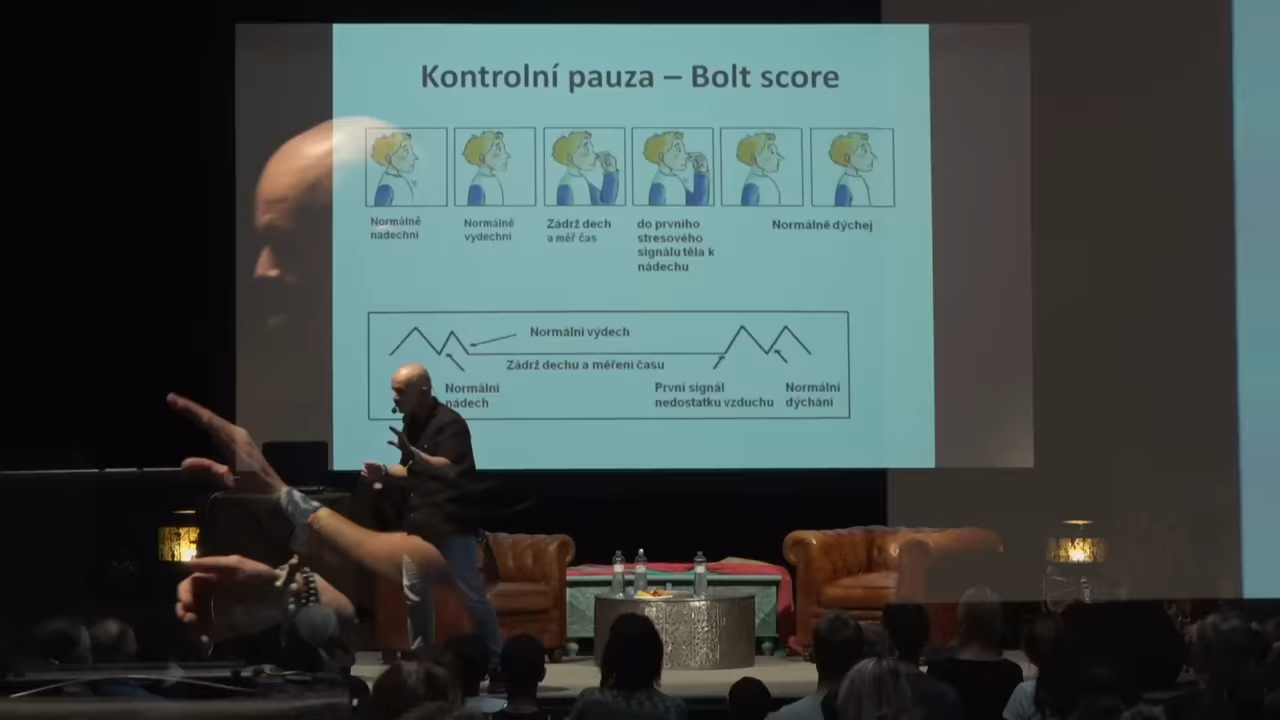 Kontrolní pauza – Bolt score
Normálně
nadechni
Normálně
vydechni
Zádrž dech
a měř čas
do prvního
stresového
signálu těla k
nádechu
Normálně dýchej
Normální výdech
Zádrž dechu a měření času
Normální
nádech
První signál
nedostatku vzduchu
Normální
dýchání